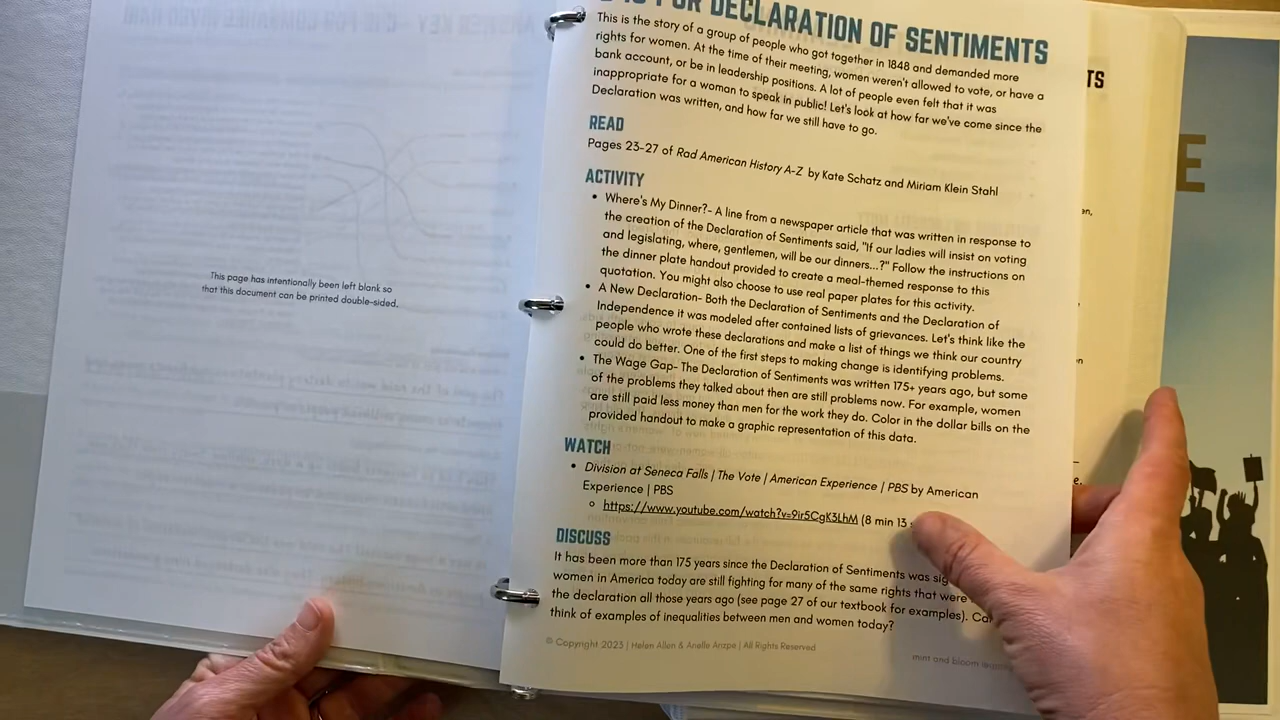 This page has intentionally been left blank so
that this document can be printed double-sided.
FOR DECLARATION OF SENTIMENTS
This is the story of a group of people who got together in 1848 and demanded more
rights for women. At the time of their meeting, women weren't allowed to vote, or have a
bank account, or be in leadership positions. A lot of people even felt that it was
inappropriate for a woman to speak in public! Let's look at how far we've come since the
Declaration was written, and how far we still have to go.
READ
Pages 23-27 of Rad American History A-Z by Kate Schatz and Miriam Klein Stahl
ACTIVITY
• Where's My Dinner?- A line from a newspaper article that was written in response to
the creation of the Declaration of Sentiments said, "If our ladies will insist on voting
and legislating, where, gentlemen, will be our dinners...?" Follow the instructions on
the dinner plate handout provided to create a meal-themed response to this
quotation. You might also choose to use real paper plates for this activity.
• A New Declaration- Both the Declaration of Sentiments and the Declaration of
Independence it was modeled after contained lists of grievances. Let's think like the
people who wrote these declarations and make a list of things we think our country
could do better. One of the first steps to making change is identifying problems.
• The Wage Gap- The Declaration of Sentiments was written 175+ years ago, but some
of the problems they talked about then are still problems now. For example, women
are still paid less money than men for the work they do. Color in the dollar bills on the
provided handout to make a graphic representation of this data.
WATCH
• Division at Seneca Falls | The Vote | American Experience | PBS by American
Experience | PBS
○ https://www.youtube.com/watch?v=9ir5CgK3LhM (8 min 13
DISCUSS
It has been more than 175 years since the Declaration of Sentiments was sig
women in America today are still fighting for many of the same rights that were
the declaration all those years ago (see page 27 of our textbook for examples). Ca
think of examples of inequalities between men and women today?
© Copyright 2023 | Helen Allen & Arielle Arape | All Rights Reserved
mint and bloom
TS
en,
E